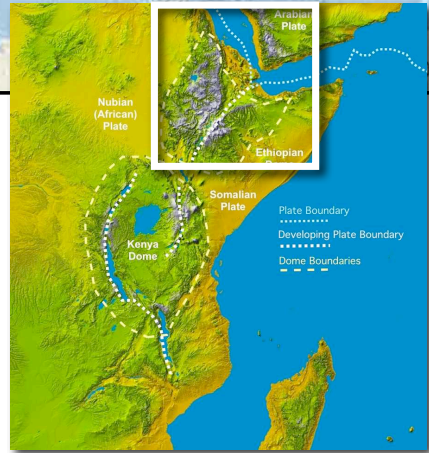 Arabian
Plate
Nubian
(African)
Plate
Ethiopian
Somalian
Plate
Kenya
Dome
Plate Boundary
Developing Plate Boundary
Dome Boundaries